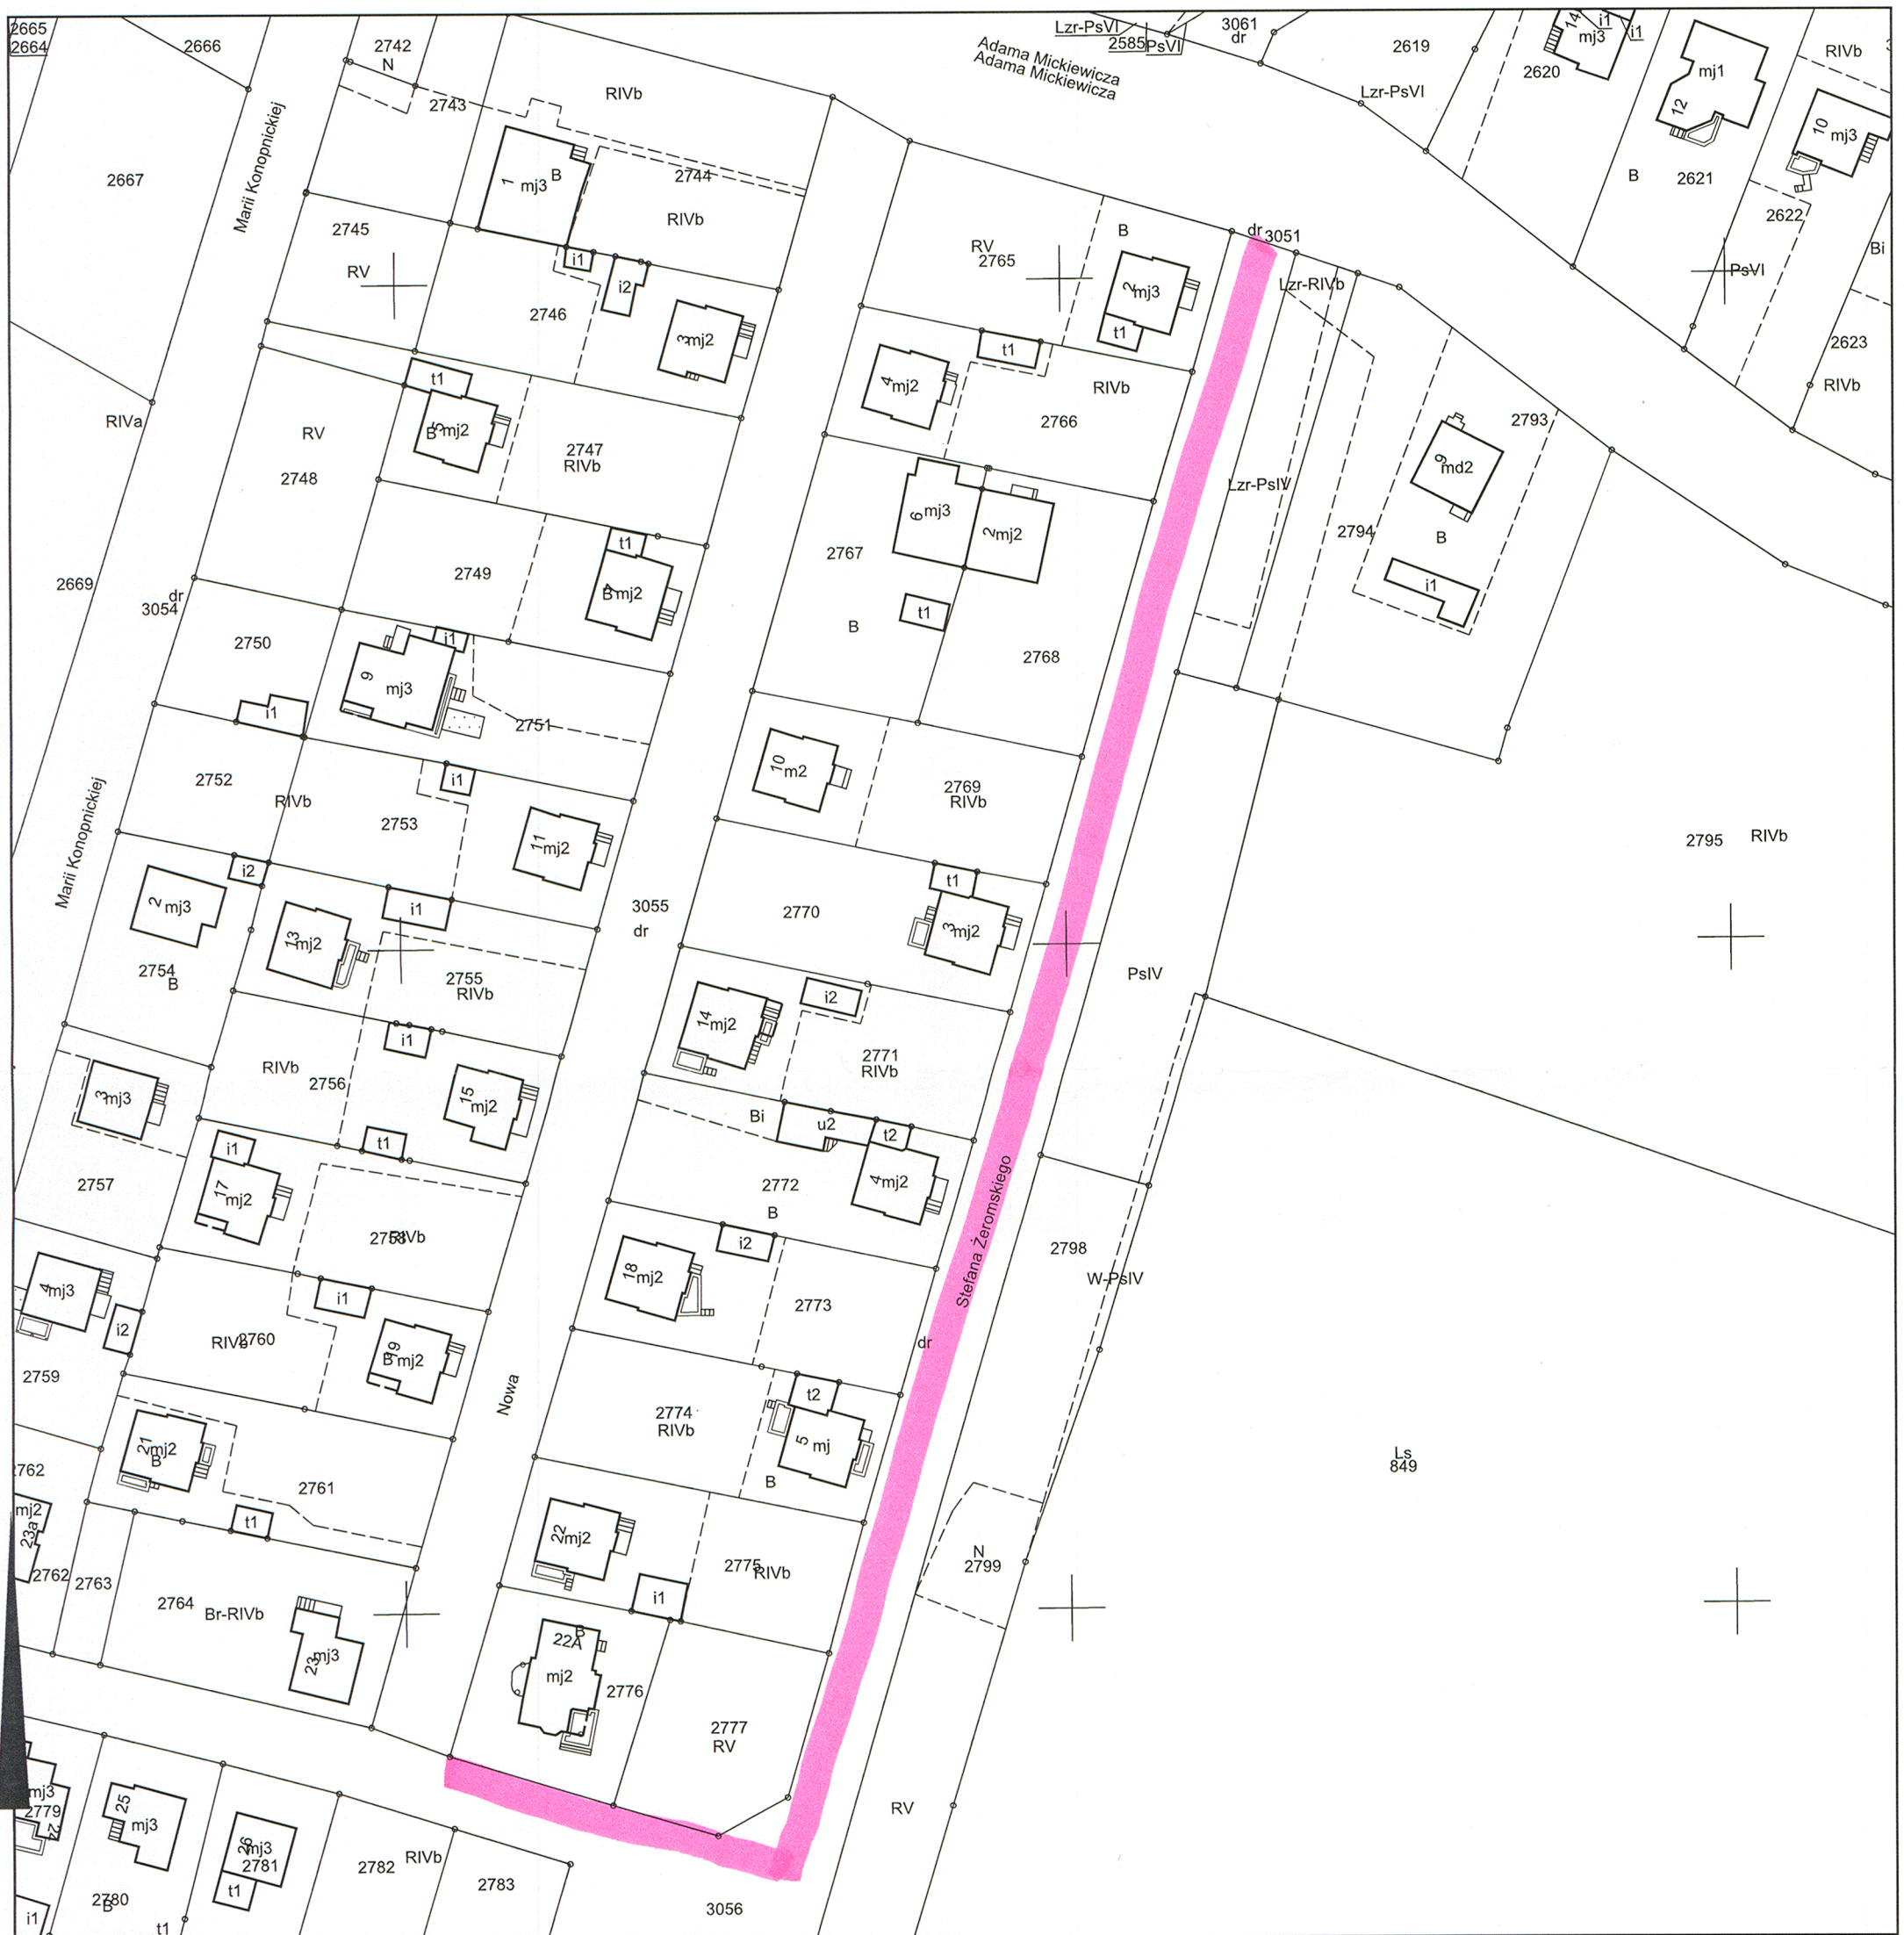 2665
2664
2666
2742
N
2743
RIVb
Adama Mickiewicza
Adama Mickiewicza
Lzr-PsVI
2585
PsVI
3061
dr
2619
Lzr-PsVI
2620
14
mj3
i1
i1
mj1
12
RIVb
10
mj3
2667
Marii Konopnickiej
1
mj3
B
2744
RIVb
2745
RV
i1
i2
2746
3
mj2
RV
2765
B
2
mj3
t1
dr
3051
Lzr-RIVb
B
2621
2622
Bi
PsVI
2623
RIVb
t1
4
mj2
RIVb
2766
RIVa
RV
2748
t1
5
mj2
B
2747
RIVb
2793
9
md2
Lzr-PsIV
2794
B
i1
6
mj3
2
mj2
2767
t1
B
2768
2749
t1
7
B
mj2
2669
dr
3054
2750
i1
9
mj3
i1
2751
2752
RIVb
i1
2753
11
mj2
10
m2
2769
RIVb
2795
RIVb
Marii Konopnickiej
i2
2
mj3
i1
13
mj2
3055
dr
2770
t1
3
mj2
2754
B
2755
RIVb
PsIV
i2
14
mj2
i1
RIVb
2756
15
mj2
2771
RIVb
3
mj3
t1
i1
17
mj2
Bi
u2
t2
4
mj2
2757
2772
B
2758
RIVb
Stefana Żeromskiego
2798
W-PsIV
i2
18
mj2
2773
4
mj3
i1
i2
RIVb
2760
19
B
mj2
dr
2759
Nowa
2774
RIVb
t2
5
mj
B
21
mj2
B
2761
Ls
849
2762
mj2
23a
t1
22
mj2
2775
RIVb
N
2799
2762
2763
2764
Br-RIVb
i1
23
mj3
B
22A
mj2
2776
2777
RV
RV
mj3
2779
24
25
mj3
26
mj3
2781
t1
2782
RIVb
2783
2780
B
i1
t1
3056